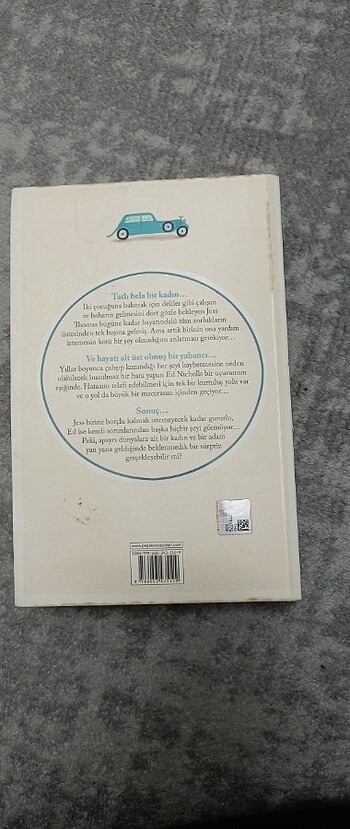 Tatlı bela bir kadın...
İki çocuğuna bakmak için deliler gibi çalışan
ve baharın gelmesini dört gözle bekleyen Jess
Thomas bugüne kadar hayatındaki tüm zorlukların
üstesinden tek başına gelmiş. Ama artık birinin ona yardım
istemenin kötü bir şey olmadığını anlatması gerekiyor...
Ve hayatı alt üst olmuş bir yabancı...
Yıllar boyunca çalışıp kazandığı her şeyi kaybetmesine neden
olabilecek inanılmaz bir hata yapan Ed Nicholls bir uçurumun
eşiğinde. Hatasını telafi edebilmesi için tek bir kurtuluş yolu var
ve o yol da büyük bir maceranın içinden geçiyor...
Sonuç...
Jess birine borçlu kalmak istemeyecek kadar gururlu,
Ed ise kendi sorunlarından başka hiçbir şeyi görmüyor...
Peki, apayrı dünyalara ait bir kadın ve bir adam
yan yana geldiğinde beklenmedik bir sürpriz
gerçekleşebilir mi?